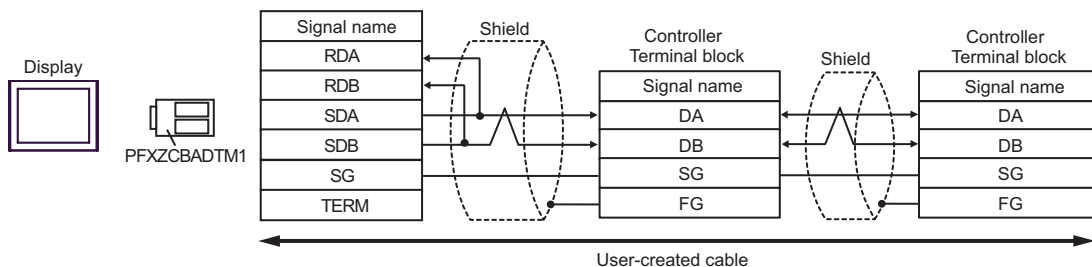 Display
PFXZCBADTM1
Signal name
RDA
RDB
SDA
SDB
SG
TERM
Shield
Controller
Terminal block
Signal name
DA
DB
SG
FG
Shield
Controller
Terminal block
Signal name
DA
DB
SG
FG
User-created cable